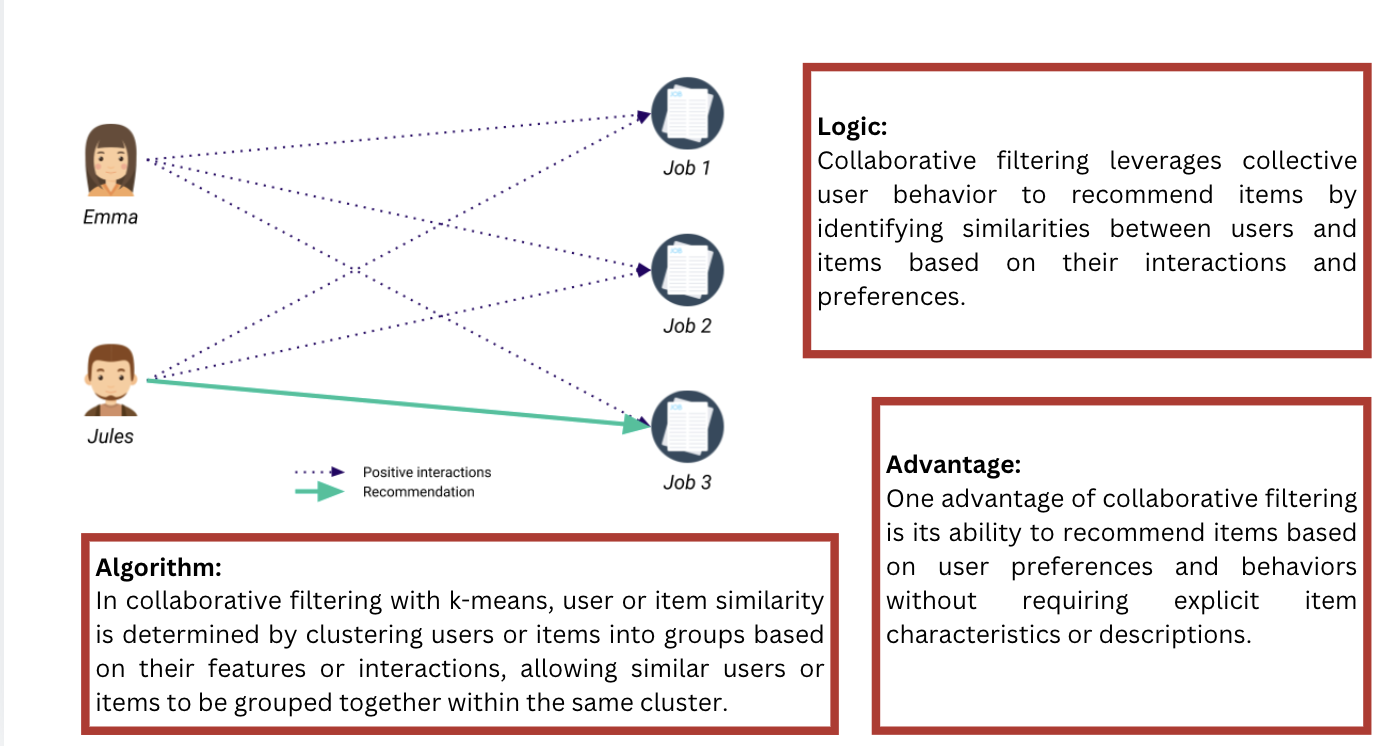 Emma
Jules
Job 1
Job 2
Job 3
JOB
JOB
JOB
Positive interactions
Recommendation
Logic:
Collaborative filtering leverages collective
user behavior to recommend items by
identifying similarities between users and
items based on their interactions and
preferences.
Advantage:
One advantage of collaborative filtering
is its ability to recommend items based
on user preferences and behaviors
without requiring explicit item
characteristics or descriptions.
Algorithm:
In collaborative filtering with k-means, user or item similarity
is determined by clustering users or items into groups based
on their features or interactions, allowing similar users or
items to be grouped together within the same cluster.